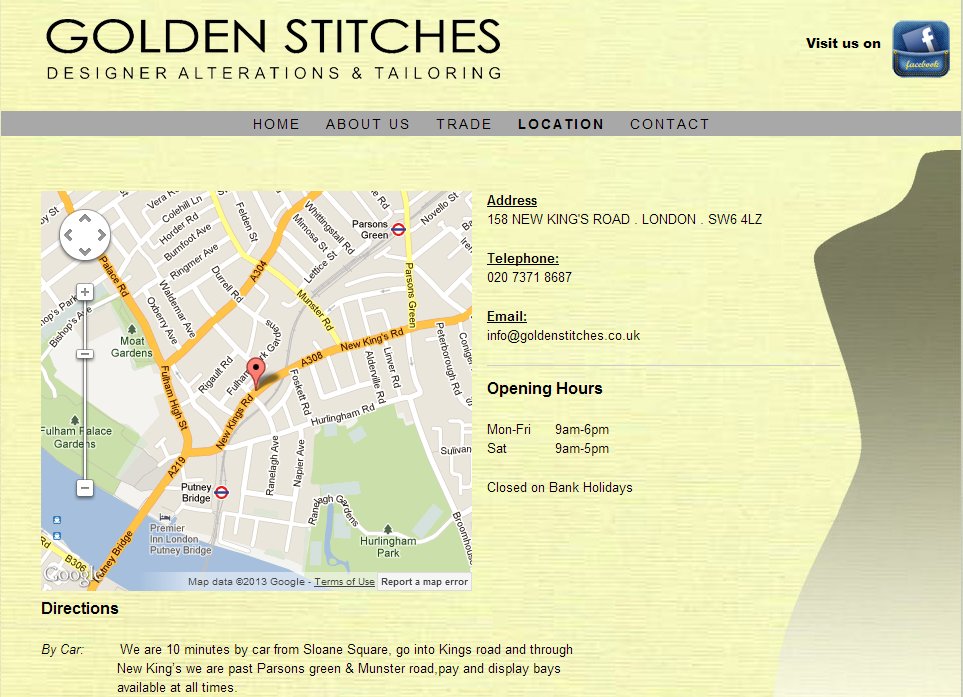 GOLDEN STITCHES
DESIGNER ALTERATIONS & TAILORING
Visit us on
facebook
HOME ABOUT US TRADE LOCATION CONTACT
Address
158 NEW KING'S ROAD . LONDON . SW6 4LZ
Telephone:
020 7371 8687
Email:
info@goldenstitches.co.uk
Opening Hours
Mon-Fri 9am-6pm
Sat 9am-5pm
Closed on Bank Holidays
Vera Rd
Colehill Ln
Horder Rd
Burnfoot Ave
Ringmer Ave
Felden St
Whittingstall Rd
Mimosa St
Lettice St
Parsons
Green
Novello St
Palace Rd
Durrell Rd
A304
Munster Rd
Parsons Green
Waldemar Ave
Oxberry Ave
Bishop's Park
Bishop's Ave
Moat
Gardens
Rigault Rd
Fulham Park Gardens
A308
New King's Rd
Peterborough Rd
Linver Rd
Alderville Rd
Foskett Rd
Hurlingham Rd
Fulham High St
New Kings Rd
Fulham Palace
Gardens
A219
Ranelagh Ave
Napier Ave
Sulivan
Putney
Bridge
Ranelagh Gardens
Broomhouse
Premier
Inn London
Putney Bridge
Hurlingham
Park
Putney Bridge
B306
Google
Map data ©2013 Google - Terms of Use Report a map error
Directions
By Car: We are 10 minutes by car from Sloane Square, go into Kings road and through
New King's we are past Parsons green & Munster road,pay and display bays
available at all times.